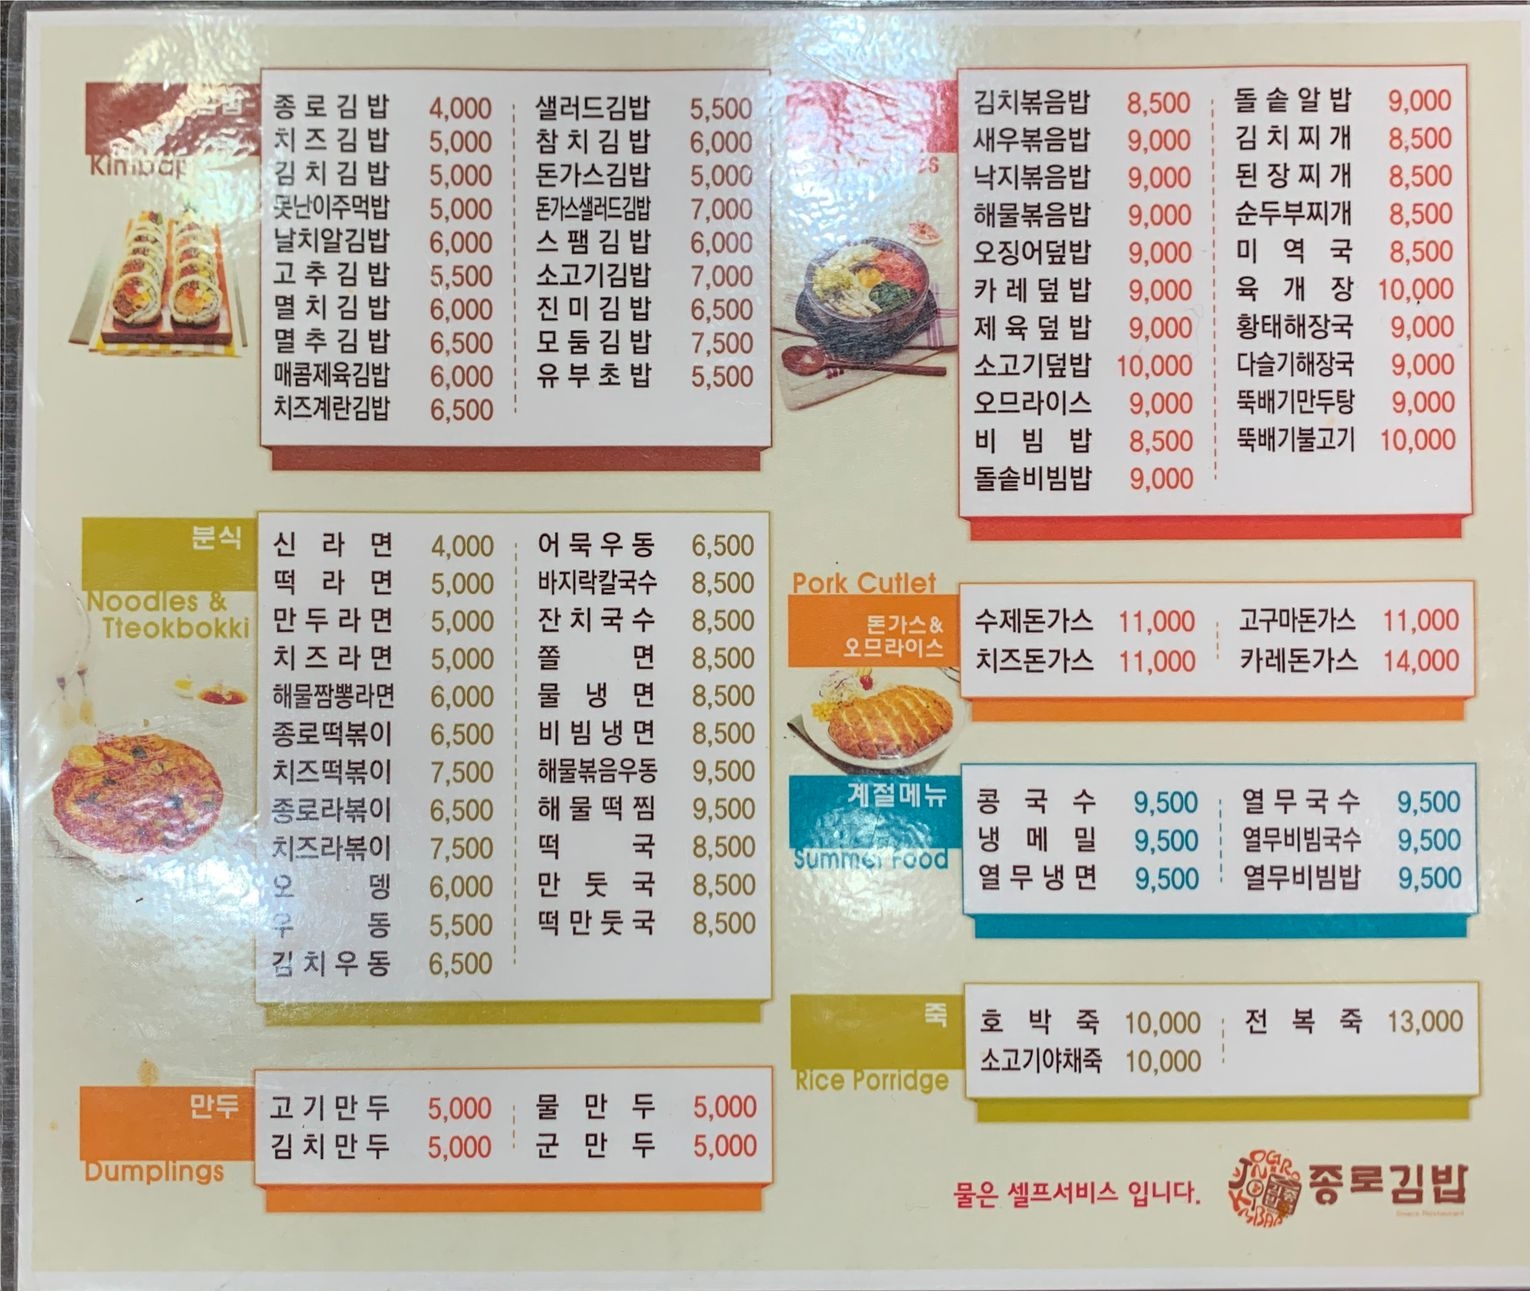 김밥
Kimbap
종로김밥 4,000
치즈김밥 5,000
김치김밥 5,000
못난이주먹밥 5,000
날치알김밥 6,000
고추김밥 5,500
멸치김밥 6,000
멸추김밥 6,500
매콤제육김밥 6,000
치즈계란김밥 6,500
샐러드김밥 5,500
참치김밥 6,000
돈가스김밥 5,000
돈가스샐러드김밥 7,000
스팸김밥 6,000
소고기김밥 7,000
진미김밥 6,500
모둠김밥 7,500
유부초밥 5,500
분식
Noodles &
Tteokbokki
신라면 4,000
떡라면 5,000
만두라면 5,000
치즈라면 5,000
해물짬뽕라면 6,000
종로떡볶이 6,500
치즈떡볶이 7,500
종로라볶이 6,500
치즈라볶이 7,500
오뎅 6,000
우동 5,500
김치우동 6,500
어묵우동 6,500
바지락칼국수 8,500
잔치국수 8,500
쫄면 8,500
물냉면 8,500
비빔냉면 8,500
해물볶음우동 9,500
해물떡찜 9,500
떡국 8,500
만둣국 8,500
떡만둣국 8,500
만두
Dumplings
고기만두 5,000
김치만두 5,000
물만두 5,000
군만두 5,000
김치볶음밥 8,500
새우볶음밥 9,000
낙지볶음밥 9,000
해물볶음밥 9,000
오징어덮밥 9,000
카레덮밥 9,000
제육덮밥 9,000
소고기덮밥 10,000
오므라이스 9,000
비빔밥 8,500
돌솥비빔밥 9,000
돌솥알밥 9,000
김치찌개 8,500
된장찌개 8,500
순두부찌개 8,500
미역국 8,500
육개장 10,000
황태해장국 9,000
다슬기해장국 9,000
뚝배기만두탕 9,000
뚝배기불고기 10,000
Pork Cutlet
돈가스&
오므라이스
수제돈가스 11,000
치즈돈가스 11,000
고구마돈가스 11,000
카레돈가스 14,000
계절메뉴
Summer Food
콩국수 9,500
냉메밀 9,500
열무냉면 9,500
열무국수 9,500
열무비빔국수 9,500
열무비빔밥 9,500
죽
Rice Porridge
호박죽 10,000
소고기야채죽 10,000
전복죽 13,000
물은 셀프서비스 입니다.
종로김밥